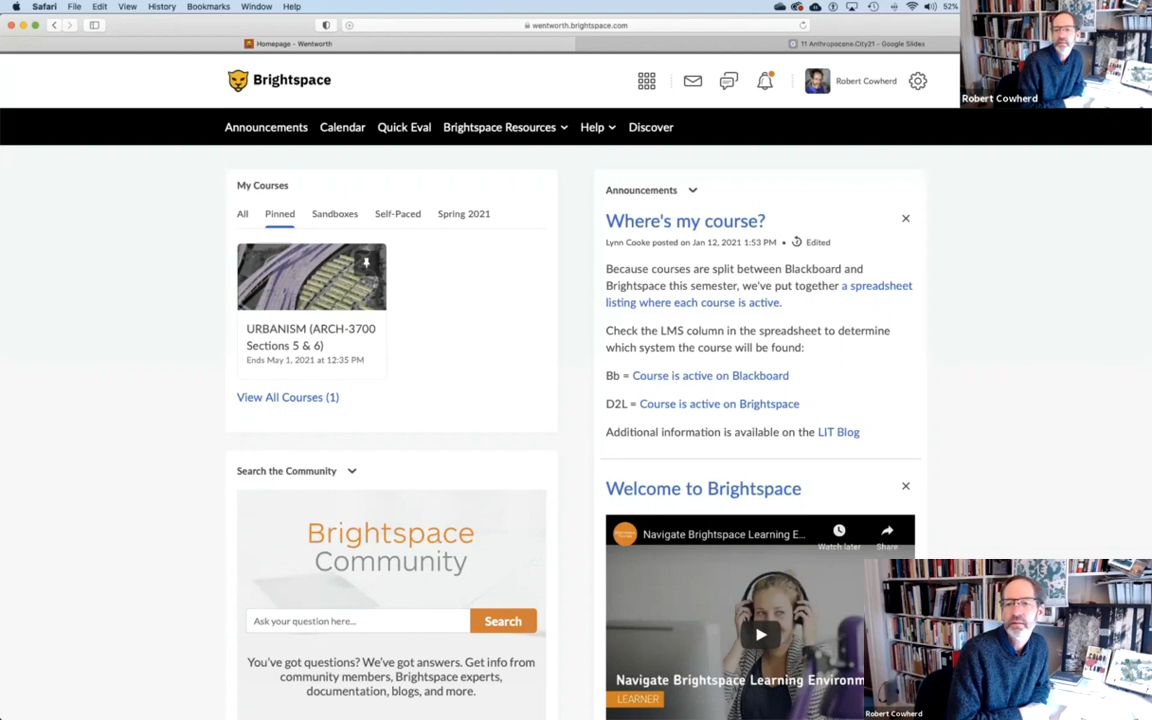 Safari File Edit View History Bookmarks Window Help
52%
wentworth.brightspace.com
Homepage - Wentworth
11 Anthropocene.City21 - Google Slides
Brightspace
Robert Cowherd
Robert Cowherd
Announcements Calendar Quick Eval Brightspace Resources Help Discover
My Courses
All Pinned Sandboxes Self-Paced Spring 2021
URBANISM (ARCH-3700
Sections 5 & 6)
Ends May 1, 2021 at 12:35 PM
View All Courses (1)
Search the Community
Brightspace
Community
Ask your question here...
Search
You've got questions? We've got answers. Get info from
community members, Brightspace experts,
documentation, blogs, and more.
Announcements
Where's my course?
Lynn Cooke posted on Jan 12, 2021 1:53 PM • Edited
Because courses are split between Blackboard and
Brightspace this semester, we've put together a spreadsheet
listing where each course is active.
Check the LMS column in the spreadsheet to determine
which system the course will be found:
Bb = Course is active on Blackboard
D2L = Course is active on Brightspace
Additional information is available on the LIT Blog
Welcome to Brightspace
Navigate Brightspace Learning E...
Watch later
Share
Navigate Brightspace Learning Environm
LEARNER
Robert Cowherd